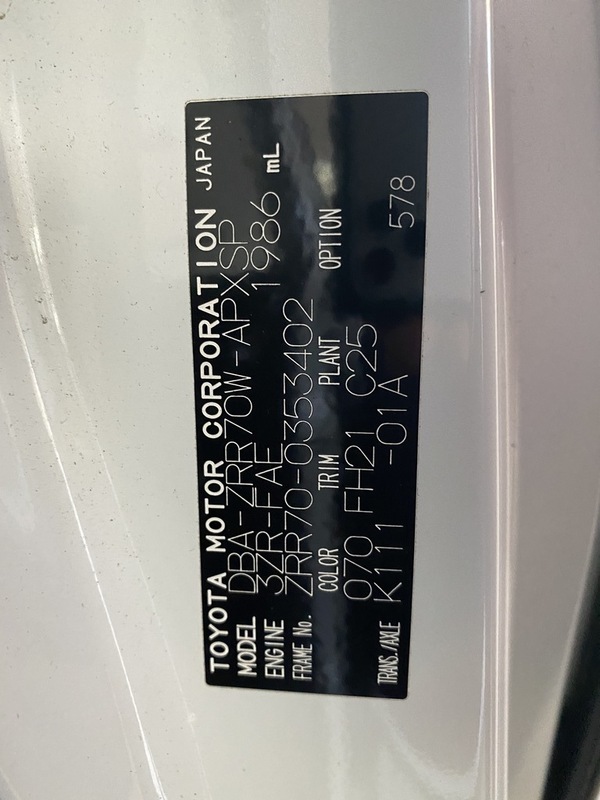 TOYOTA MOTOR CORPORATION JAPAN
MODEL DBA-ZRR70W-APXSP
ENGINE 3ZR-FAE 1986 mL
FRAME No. ZRR70-0353402
COLOR TRIM PLANT OPTION
070 FH21 C25
TRANS./AXLE K111 -01A 578